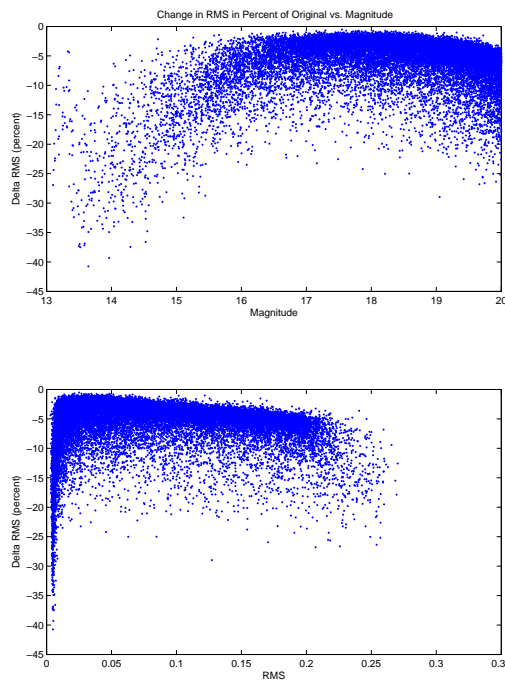 Change in RMS in Percent of Original vs. Magnitude
0
−5
−10
−15
−20
−25
−30
−35
−40
−45
Delta RMS (percent)
13 14 15 16 17 18 19 20
Magnitude
0
−5
−10
−15
−20
−25
−30
−35
−40
−45
Delta RMS (percent)
0 0.05 0.1 0.15 0.2 0.25 0.3 0.35
RMS